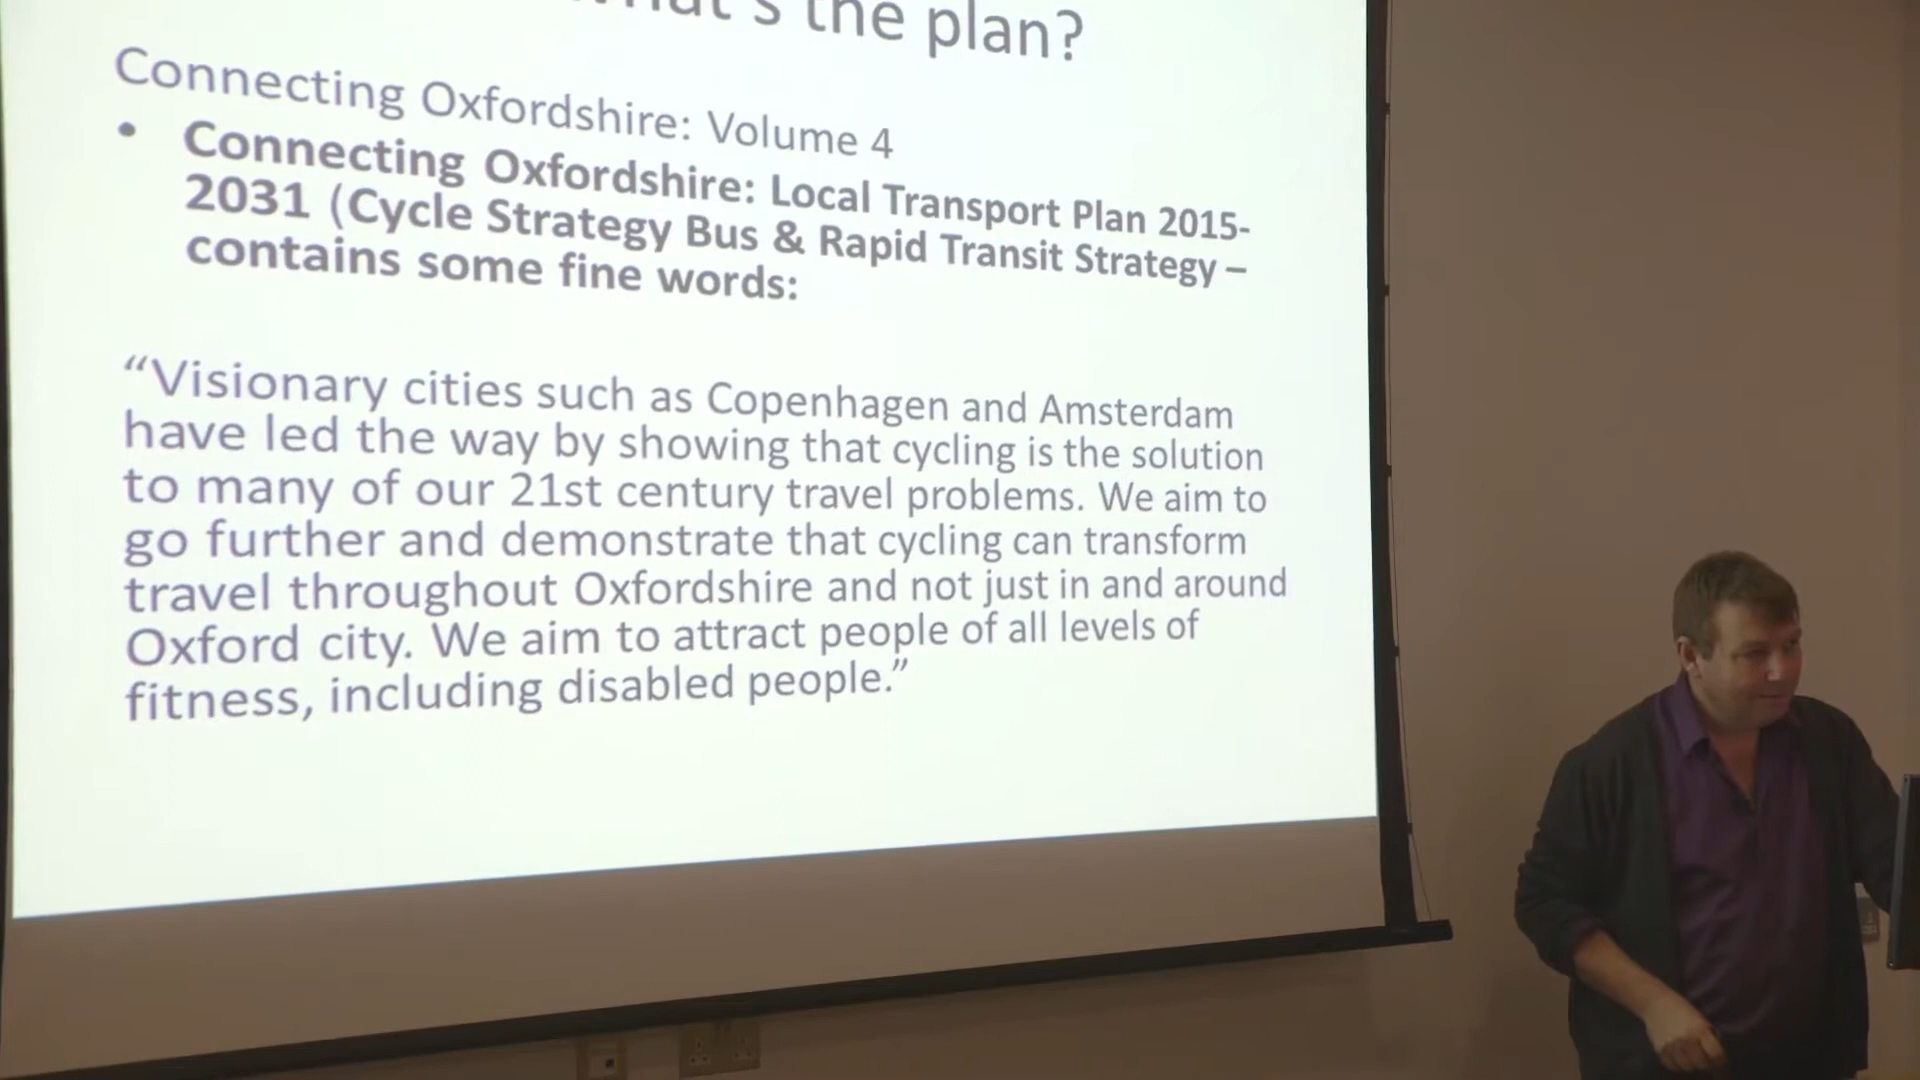 the plan?
Connecting Oxfordshire: Volume 4
• Connecting Oxfordshire: Local Transport Plan 2015-
2031 (Cycle Strategy Bus & Rapid Transit Strategy –
contains some fine words:
“Visionary cities such as Copenhagen and Amsterdam
have led the way by showing that cycling is the solution
to many of our 21st century travel problems. We aim to
go further and demonstrate that cycling can transform
travel throughout Oxfordshire and not just in and around
Oxford city. We aim to attract people of all levels of
fitness, including disabled people.”